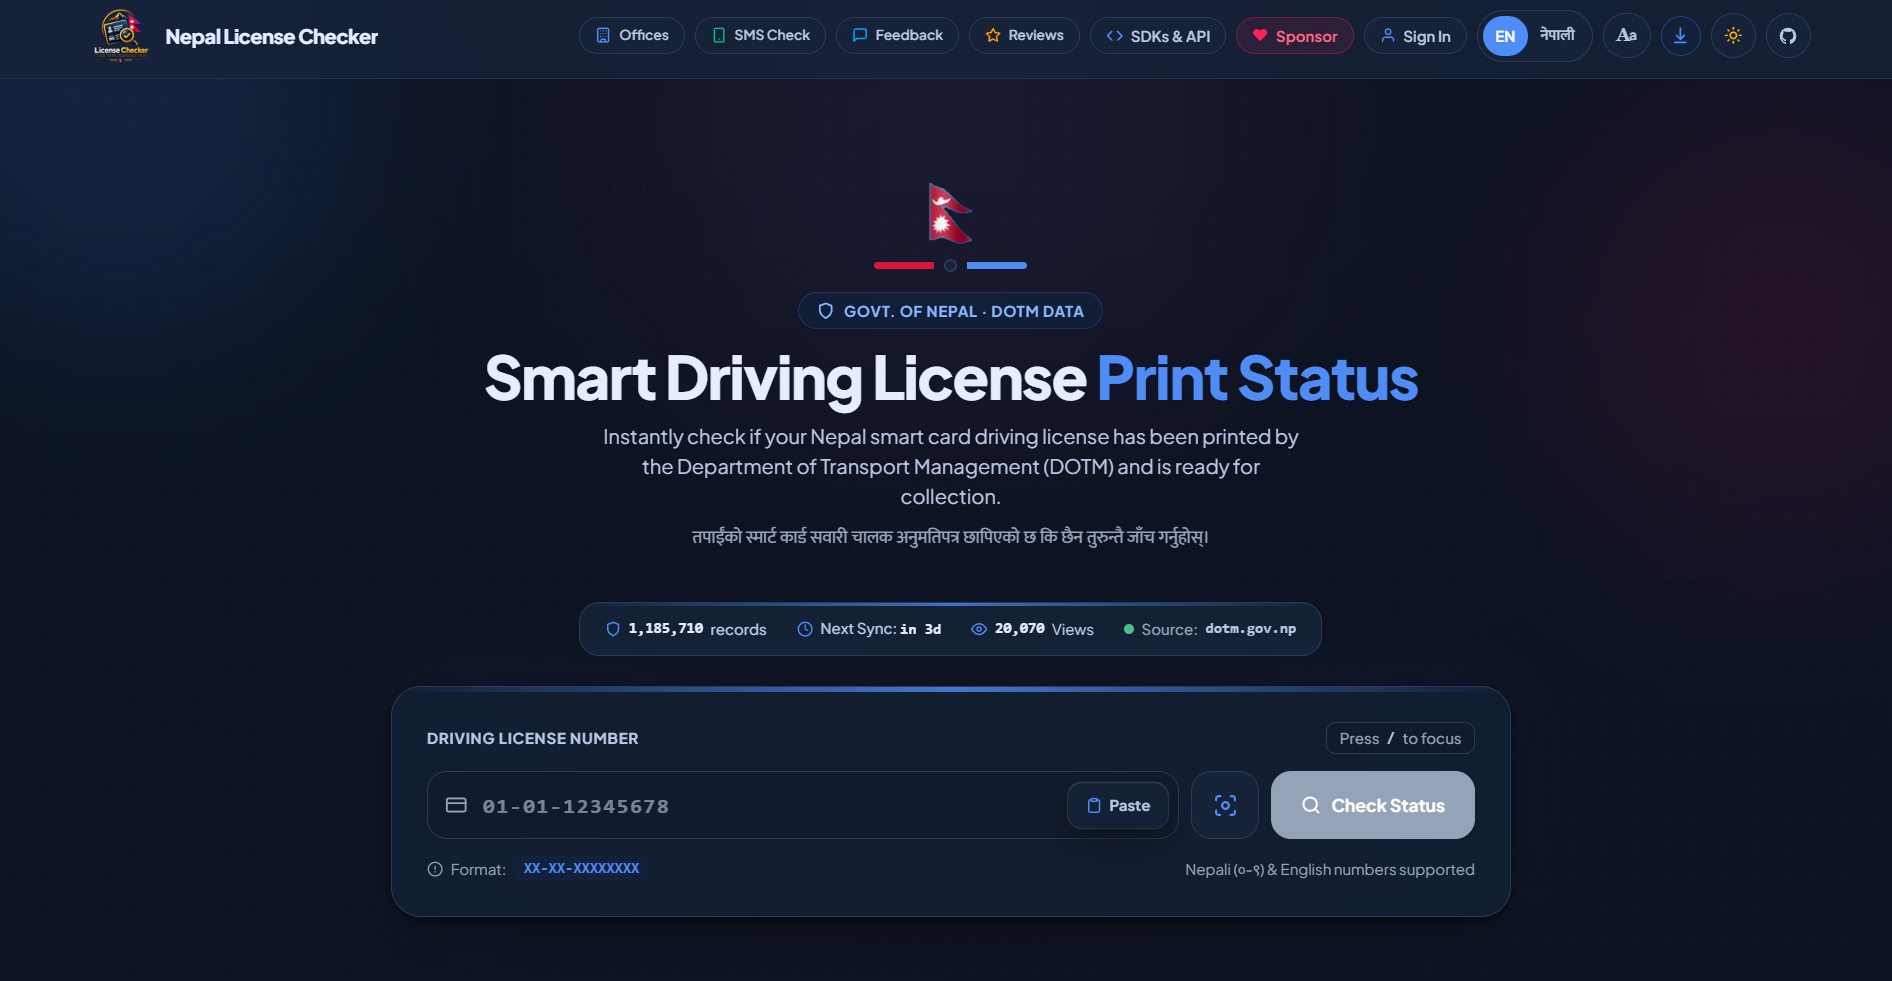 License Checker
Nepal License Checker
Offices
SMS Check
Feedback
Reviews
SDKs & API
Sponsor
Sign In
EN
नेपाली
Aa
GOVT. OF NEPAL · DOTM DATA
Smart Driving License Print Status
Instantly check if your Nepal smart card driving license has been printed by
the Department of Transport Management (DOTM) and is ready for
collection.
तपाईंको स्मार्ट कार्ड सवारी चालक अनुमतिपत्र छापिएको छ कि छैन तुरुन्तै जाँच गर्नुहोस्।
1,185,710 records
Next Sync: in 3d
20,070 Views
Source: dotm.gov.np
DRIVING LICENSE NUMBER
Press / to focus
01-01-12345678
Paste
Check Status
Format: XX-XX-XXXXXXXX
Nepali (०-९) & English numbers supported